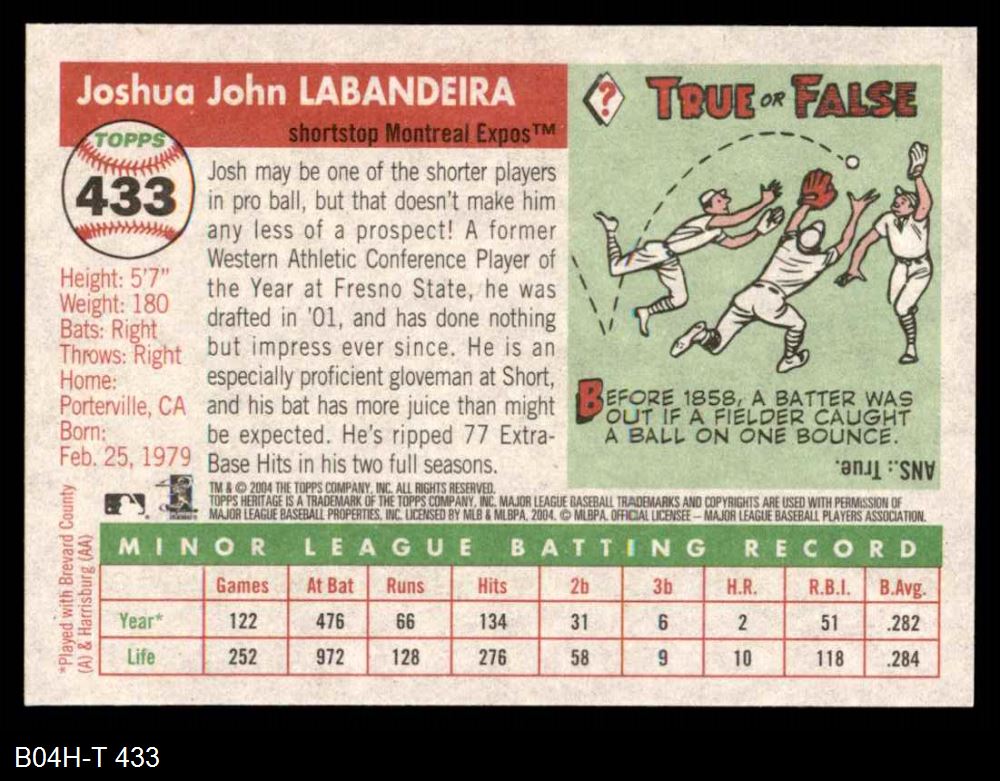 Joshua John LABANDEIRA
shortstop Montreal Expos™
TOPPS
433
Height: 5'7"
Weight: 180
Bats: Right
Throws: Right
Home:
Porterville, CA
Born:
Feb. 25, 1979
Josh may be one of the shorter players
in pro ball, but that doesn't make him
any less of a prospect! A former
Western Athletic Conference Player of
the Year at Fresno State, he was
drafted in '01, and has done nothing
but impress ever since. He is an
especially proficient gloveman at Short,
and his bat has more juice than might
be expected. He's ripped 77 Extra-
Base Hits in his two full seasons.
?
TRUE OR FALSE
BEFORE 1858, A BATTER WAS
OUT IF A FIELDER CAUGHT
A BALL ON ONE BOUNCE.
ANS.: True.
TM & © 2004 THE TOPPS COMPANY, INC. ALL RIGHTS RESERVED.
TOPPS HERITAGE IS A TRADEMARK OF THE TOPPS COMPANY, INC. MAJOR LEAGUE BASEBALL TRADEMARKS AND COPYRIGHTS ARE USED WITH PERMISSION OF
MAJOR LEAGUE BASEBALL PROPERTIES, INC. LICENSED BY MLB & MLBPA, 2004. © MLBPA, OFFICIAL LICENSEE – MAJOR LEAGUE BASEBALL PLAYERS ASSOCIATION.
*Played with Brevard County
(A) & Harrisburg (AA)
MINOR LEAGUE BATTING RECORD
Games At Bat Runs Hits 2b 3b H.R. R.B.I. B.Avg.
Year* 122 476 66 134 31 6 2 51 .282
Life 252 972 128 276 58 9 10 118 .284
B04H-T 433